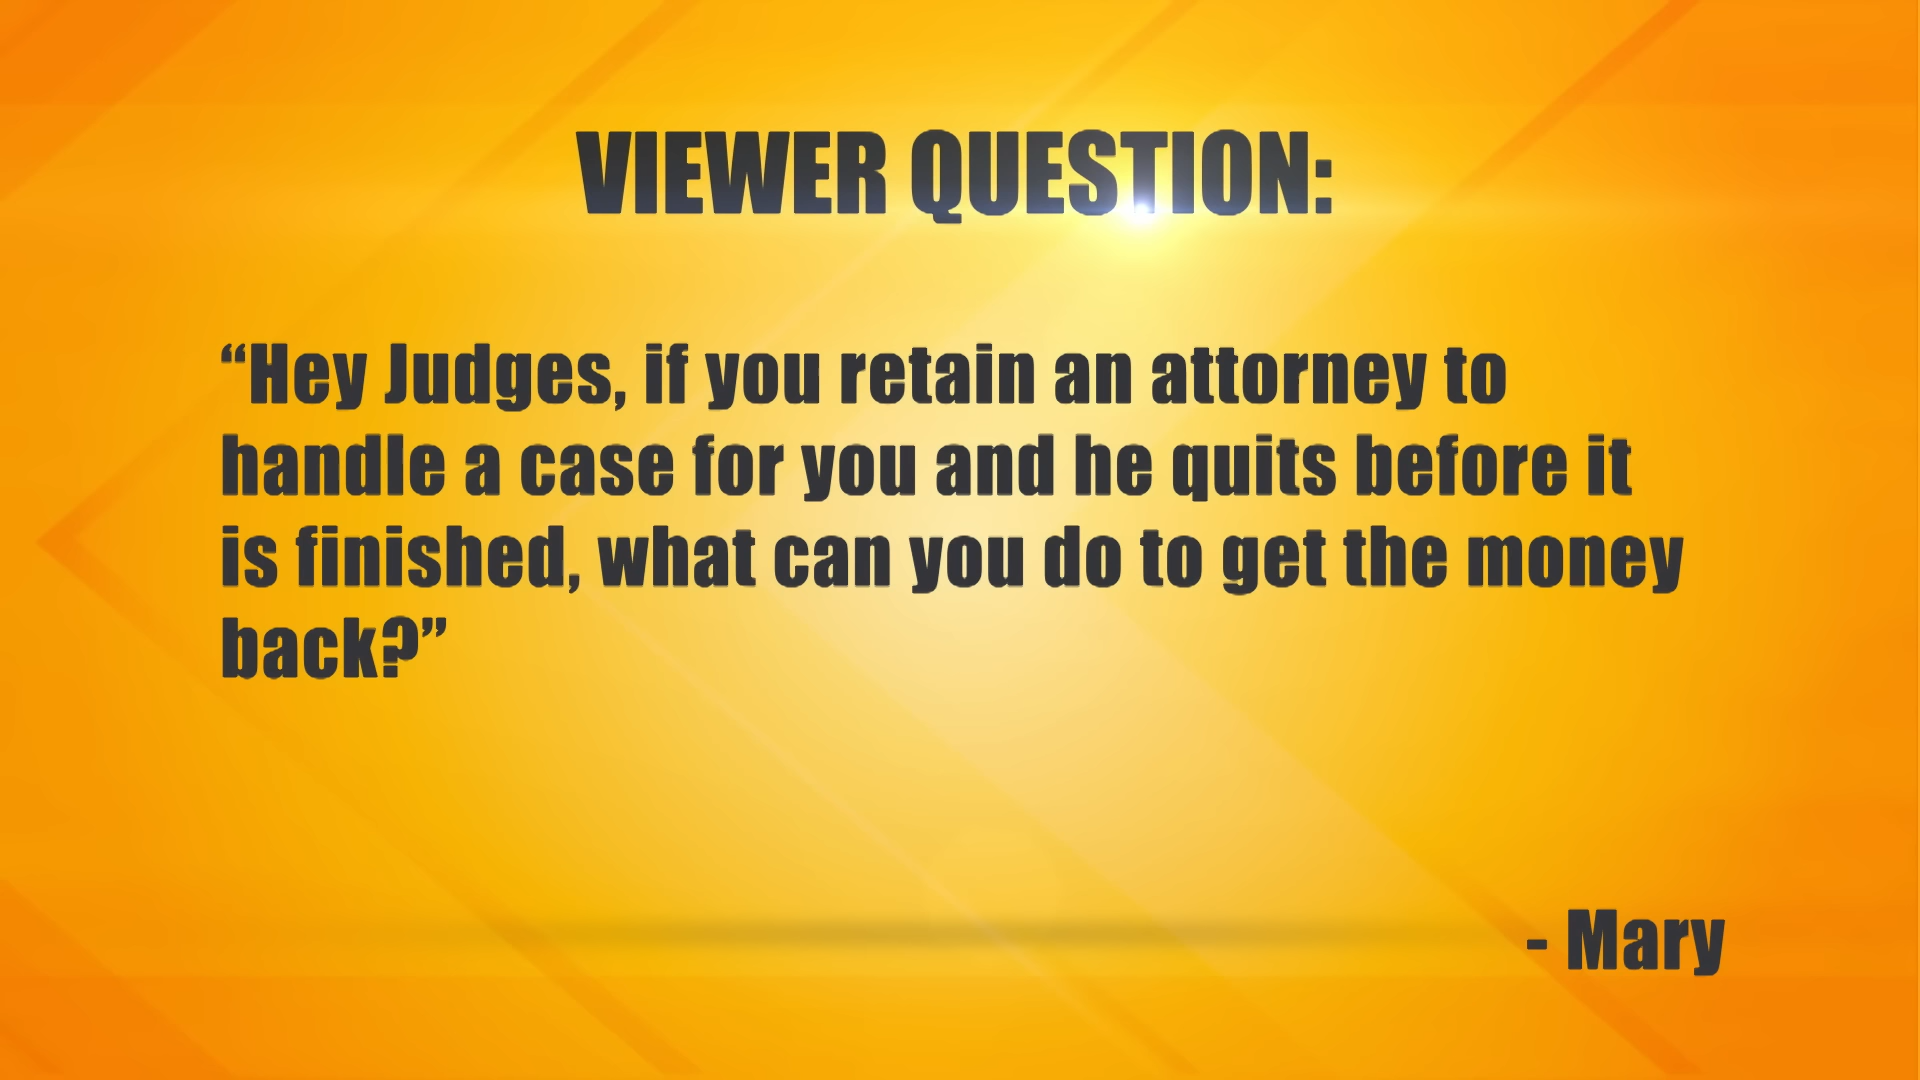 VIEWER QUESTION:
“Hey Judges, if you retain an attorney to
handle a case for you and he quits before it
is finished, what can you do to get the money
back?”
- Mary